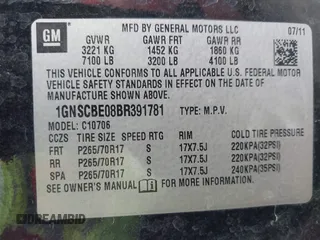 GM
MFD BY GENERAL MOTORS LLC 07/11
GVWR GAWR FRT GAWR RR
3221 KG 1452 KG 1860 KG
7100 LB 3200 LB 4100 LB
THIS VEHICLE CONFORMS TO ALL APPLICABLE U.S. FEDERAL MOTOR
VEHICLE SAFETY STANDARDS IN EFFECT ON THE
DATE OF MANUFACTURE SHOWN ABOVE.
1GNSCBE08BR391781 TYPE: M.P.V.
MODEL: C10706
CCZS TIRE SIZE SPEED RTG RIM COLD TIRE PRESSURE
FRT P265/70R17 S 17X7.5J 220KPA(32PSI)
RR P265/70R17 S 17X7.5J 220KPA(32PSI)
SPA P265/70R17 S 17X7.5J 240KPA(35PSI)
SEE OWNER'S MANUAL FOR MORE INFORMATION.
DREAMBID